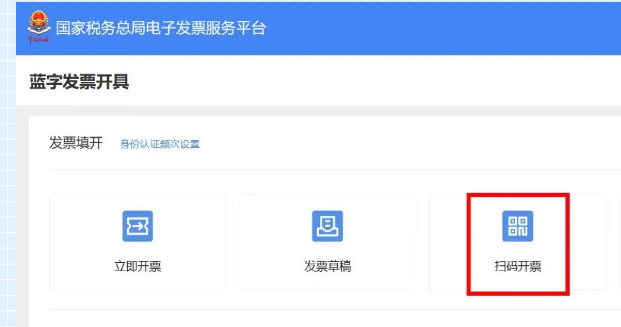 国家税务总局电子发票服务平台
蓝字发票开具
发票填开 身份认证频次设置
立即开票 发票草稿 扫码开票